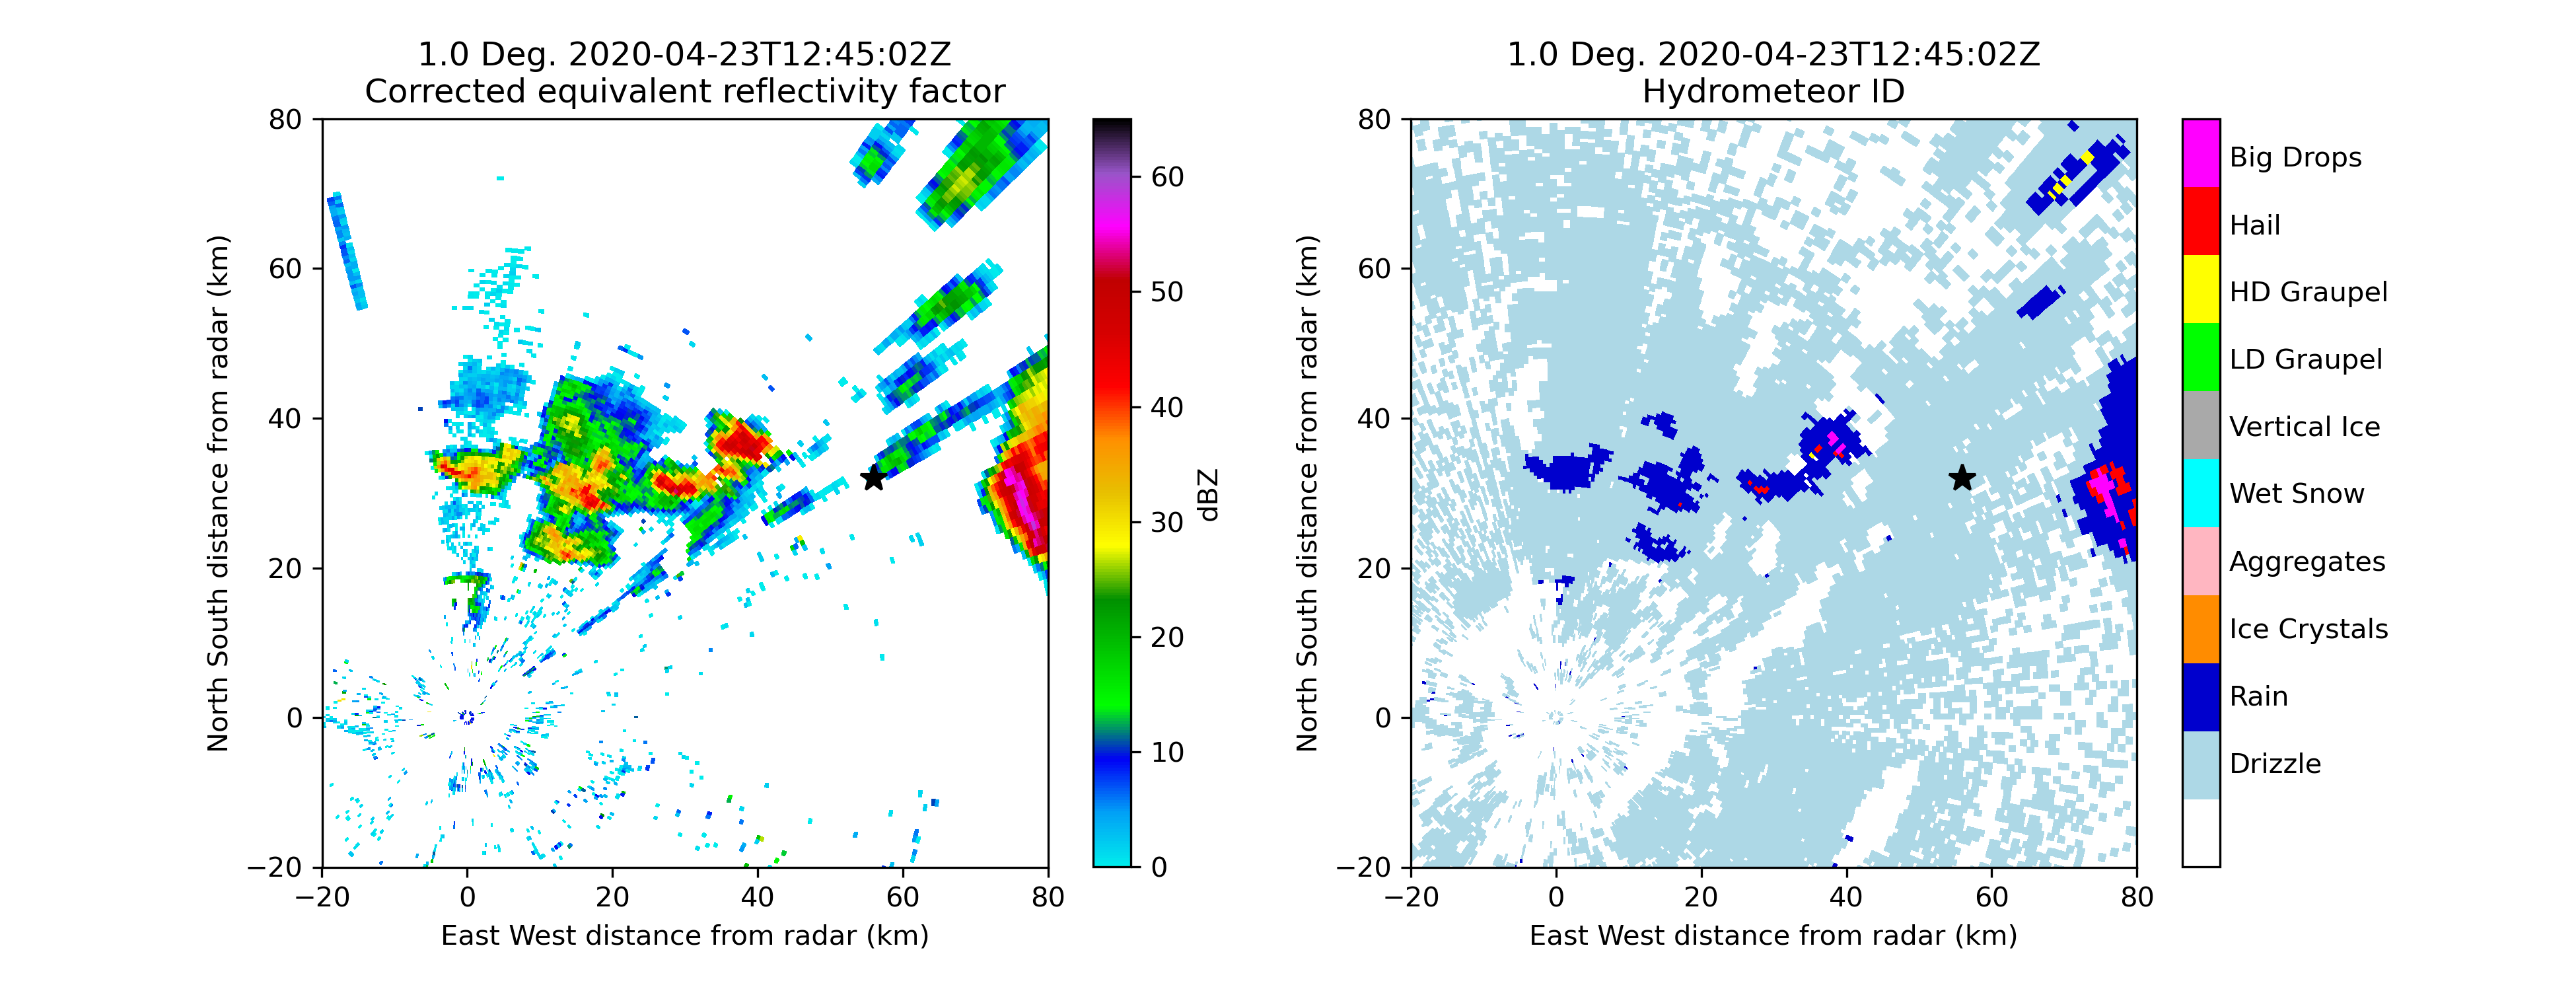 1.0 Deg. 2020-04-23T12:45:02Z
Corrected equivalent reflectivity factor
80
60
40
20
0
−20
−20 0 20 40 60 80
North South distance from radar (km)
East West distance from radar (km)
60
50
40
30
20
10
0
dBZ
1.0 Deg. 2020-04-23T12:45:02Z
Hydrometeor ID
80
60
40
20
0
−20
−20 0 20 40 60 80
North South distance from radar (km)
East West distance from radar (km)
Big Drops
Hail
HD Graupel
LD Graupel
Vertical Ice
Wet Snow
Aggregates
Ice Crystals
Rain
Drizzle